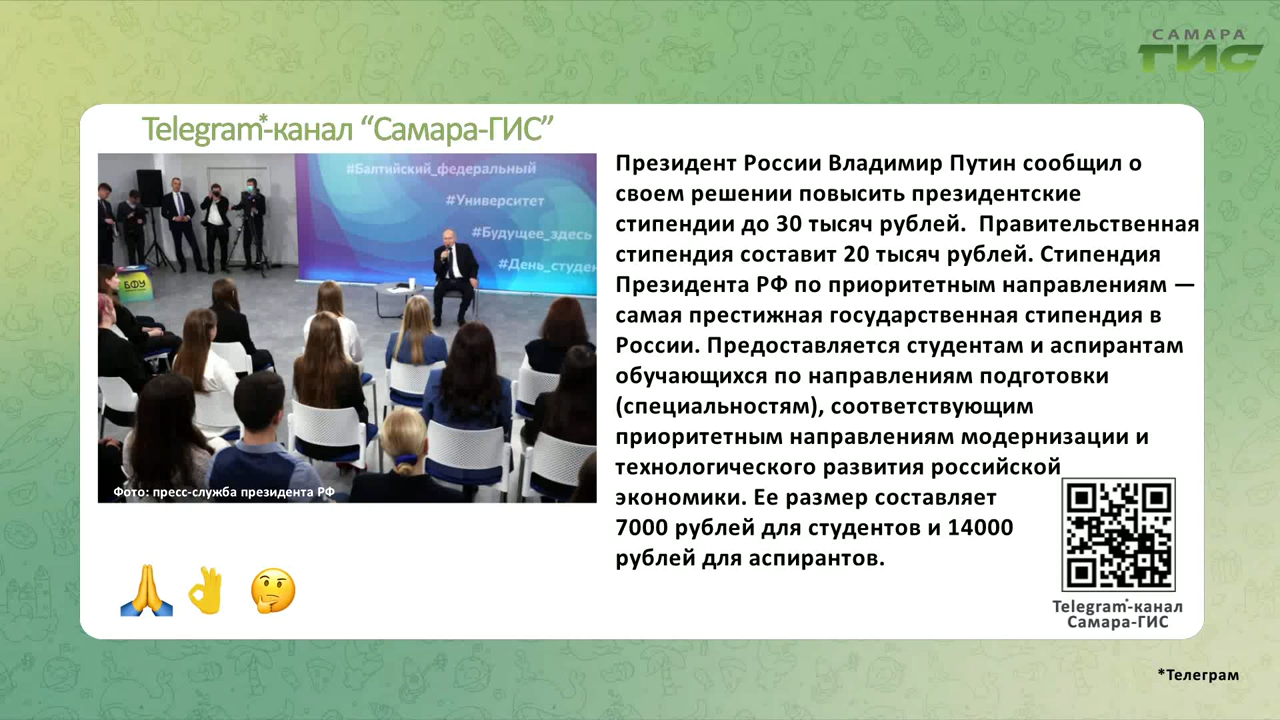 САМАРА
ГИС
Telegram*-канал “Самара-ГИС”
#Балтийский_федеральный
#Университет
#Будущее_здесь
#День_студен
БФУ
Фото: пресс-служба президента РФ
Президент России Владимир Путин сообщил о
своем решении повысить президентские
стипендии до 30 тысяч рублей.  Правительственная
стипендия составит 20 тысяч рублей. Стипендия
Президента РФ по приоритетным направлениям —
самая престижная государственная стипендия в
России. Предоставляется студентам и аспирантам
обучающихся по направлениям подготовки
(специальностям), соответствующим
приоритетным направлениям модернизации и
технологического развития российской
экономики. Ее размер составляет
7000 рублей для студентов и 14000
рублей для аспирантов.
Telegram*-канал
Самара-ГИС
*Телеграм